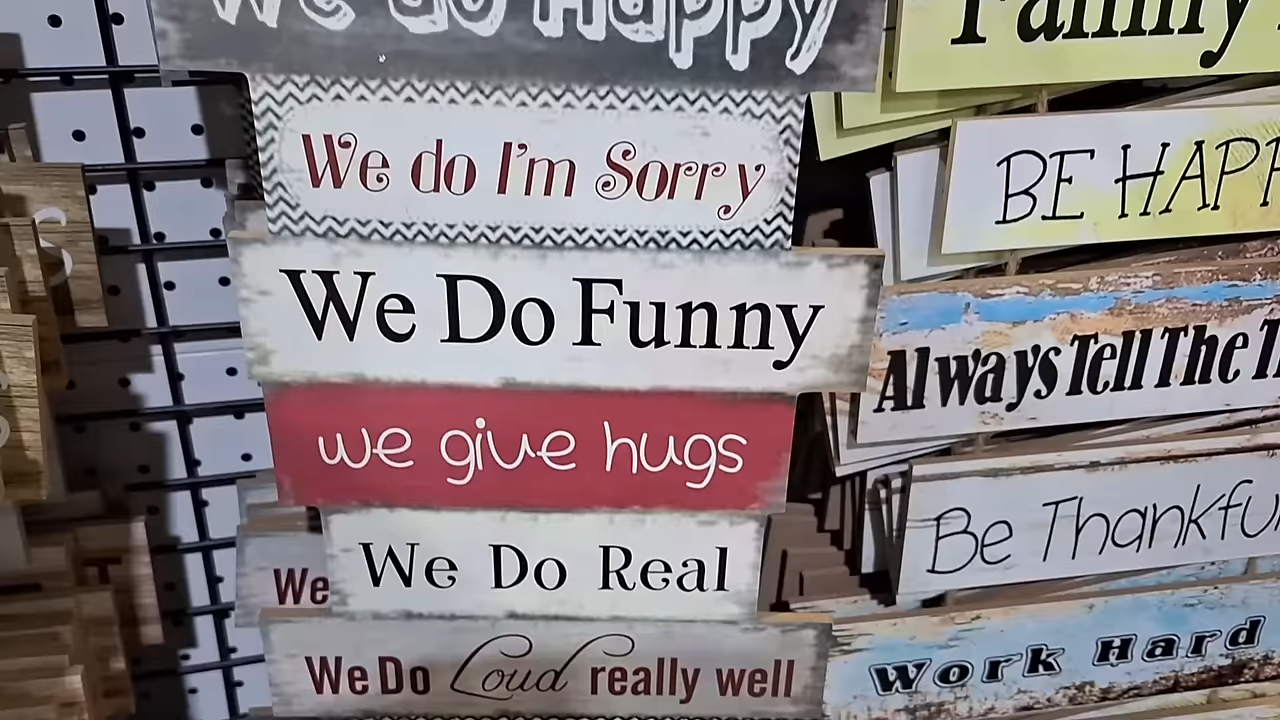 We do Happy
We do I'm Sorry
We Do Funny
we give hugs
We Do Real
We
We Do Loud really well
Family
BE HAPP
Always Tell The T
Be Thankfu
Work Hard